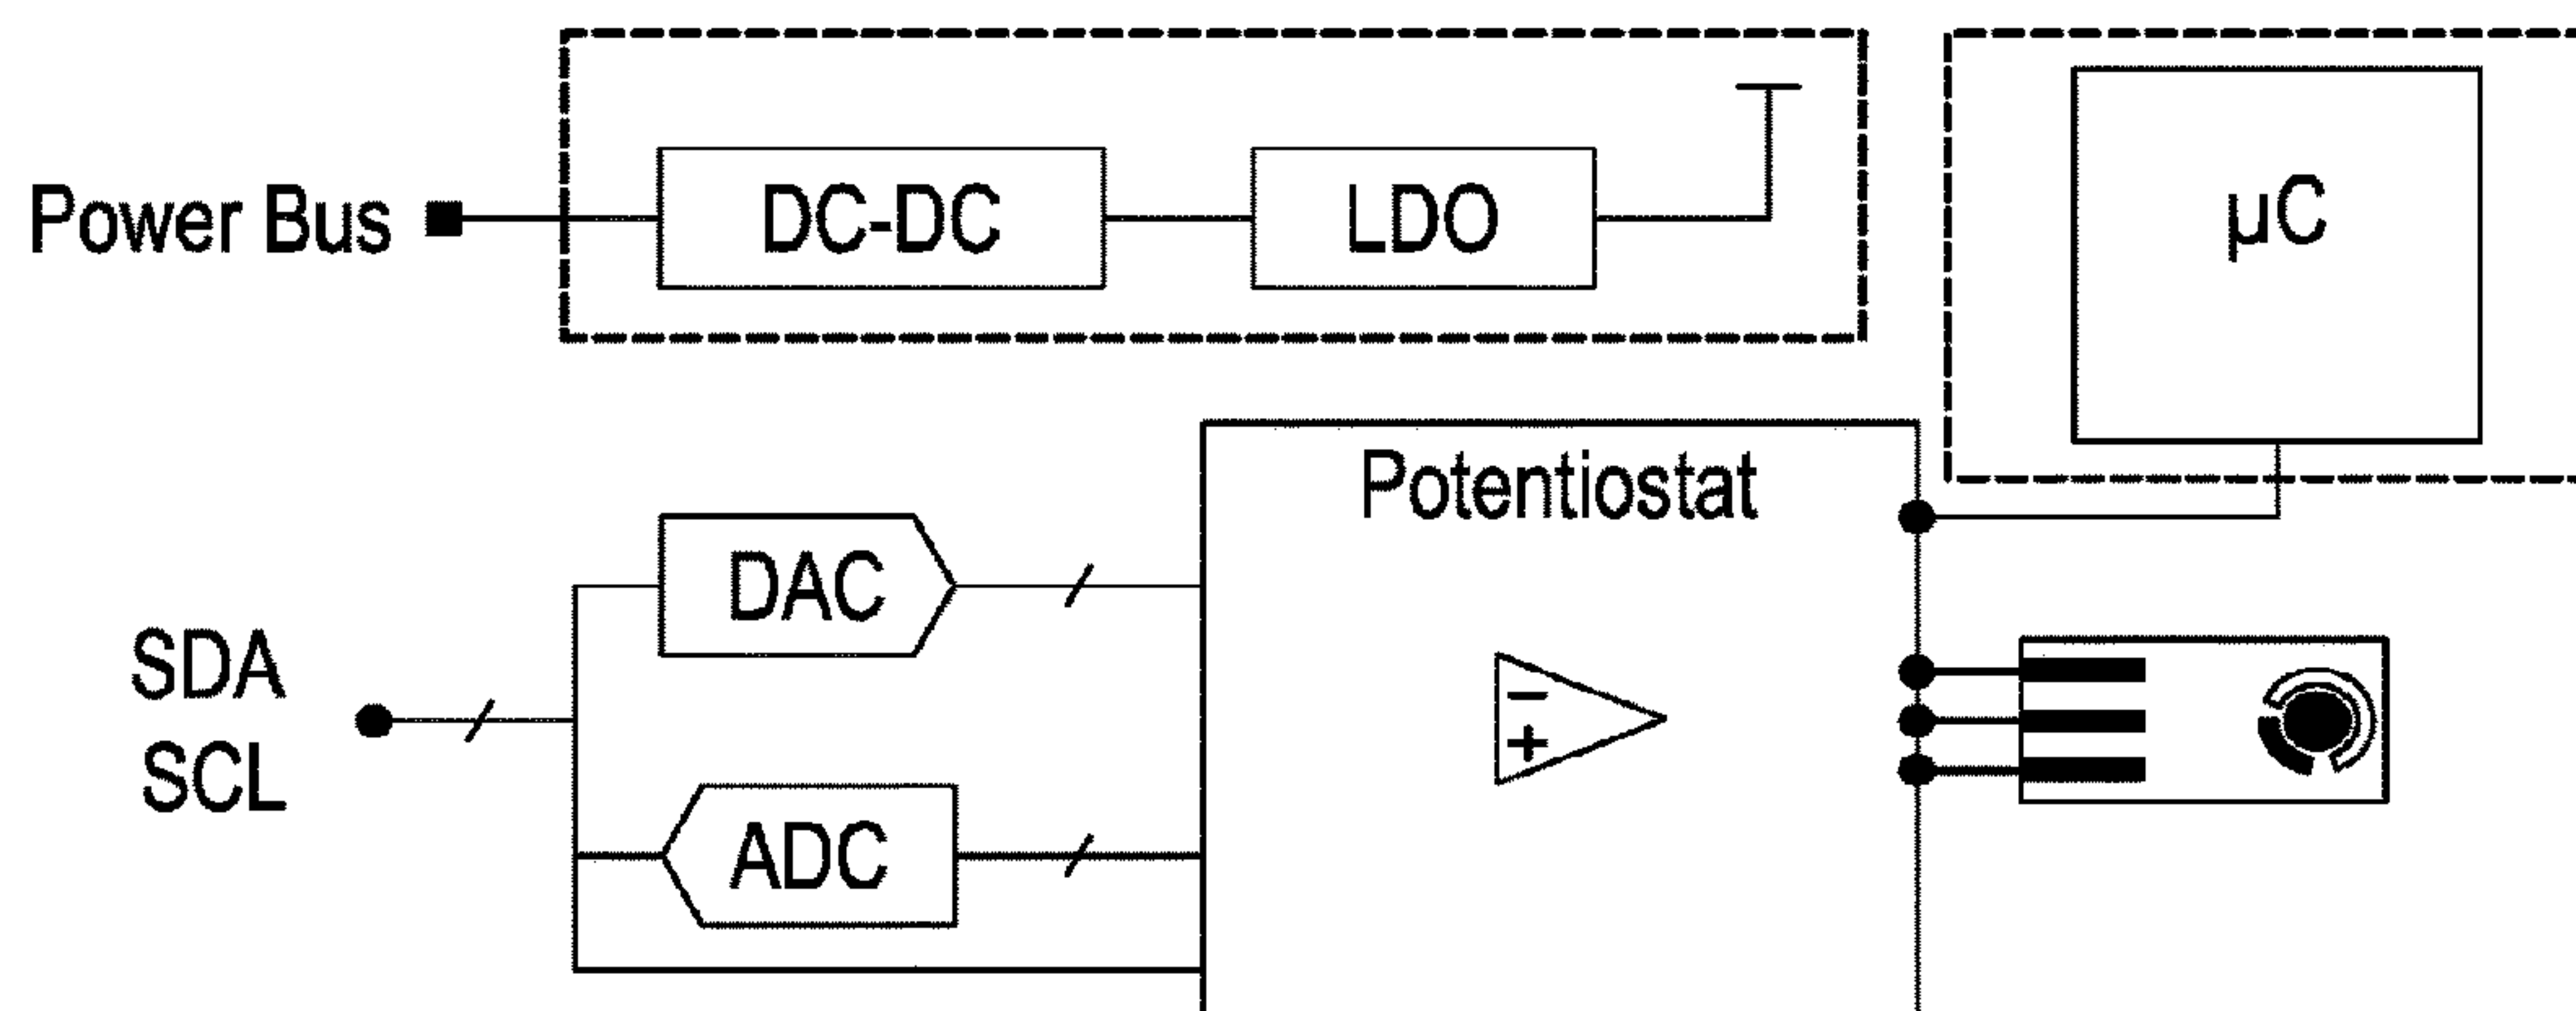 Power Bus
DC-DC
LDO
µC
Potentiostat
DAC
SDA
SCL
ADC